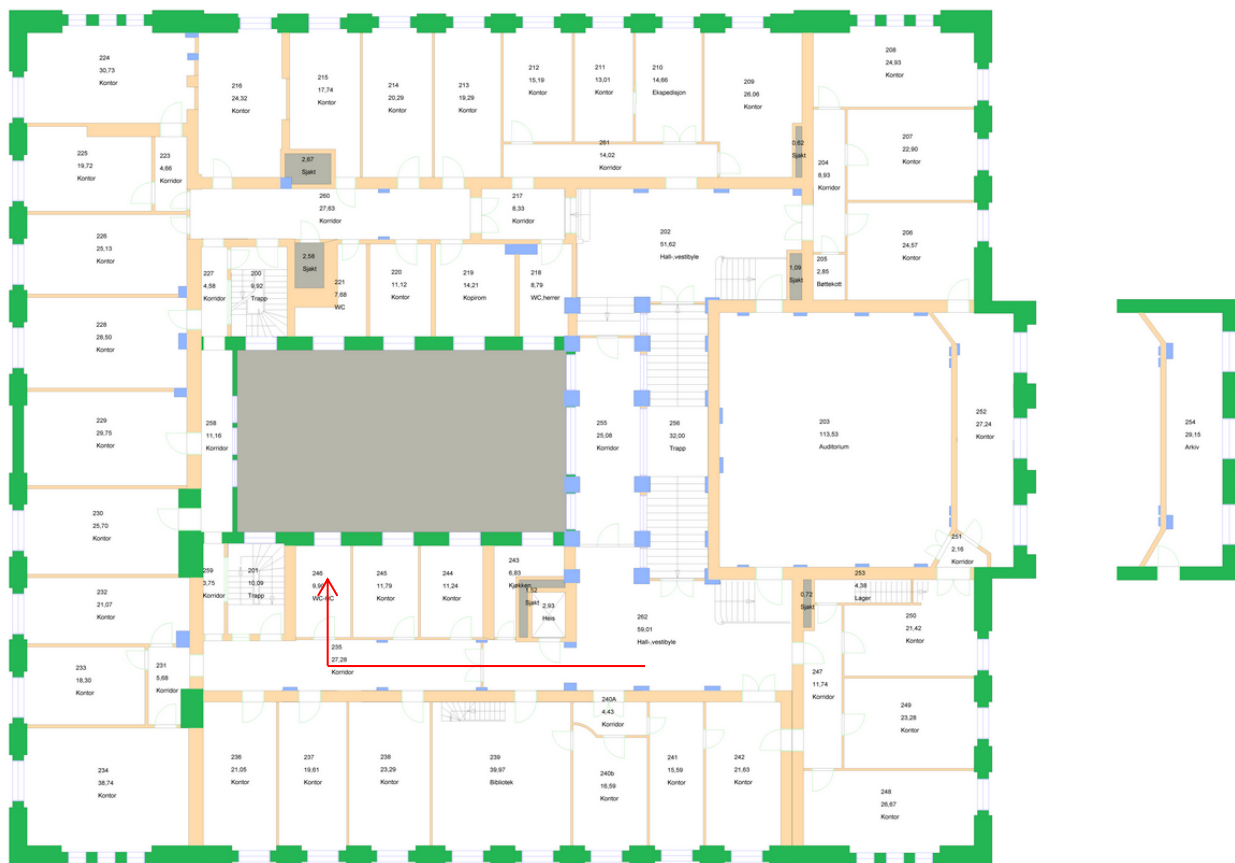 224
30,73
Kontor
216
24,32
Kontor
215
17,74
Kontor
214
20,29
Kontor
213
19,29
Kontor
212
15,19
Kontor
211
13,01
Kontor
210
14,66
Ekspedisjon
209
26,06
Kontor
208
24,93
Kontor
225
19,72
Kontor
223
4,66
Korridor
2,67
Sjakt
261
14,02
Korridor
0,62
Sjakt
204
8,93
Korridor
207
22,90
Kontor
226
25,13
Kontor
260
27,63
Korridor
217
8,33
Korridor
202
51,62
Hall-,vestibyle
206
24,57
Kontor
227
4,58
Korridor
200
9,92
Trapp
2,58
Sjakt
221
7,68
WC
220
11,12
Kontor
219
14,21
Kopirom
218
8,79
WC,herrer
1,09
Sjakt
205
2,85
Bøttekott
228
28,50
Kontor
229
29,75
Kontor
258
11,16
Korridor
255
25,08
Korridor
256
32,00
Trapp
203
113,53
Auditorium
252
27,24
Kontor
254
29,15
Arkiv
230
25,70
Kontor
251
2,16
Korridor
232
21,07
Kontor
259
3,75
Korridor
201
10,09
Trapp
246
WC-HC
245
11,79
Kontor
244
11,24
Kontor
243
6,83
Kjøkken
1,52
Sjakt
2,93
Heis
262
59,01
Hall-,vestibyle
0,72
Sjakt
253
4,38
Lager
250
21,42
Kontor
233
18,30
Kontor
231
5,68
Korridor
235
27,28
Korridor
247
11,74
Korridor
249
23,28
Kontor
240A
4,43
Korridor
234
38,74
Kontor
236
21,05
Kontor
237
19,61
Kontor
238
23,29
Kontor
239
39,97
Bibliotek
240b
16,59
Kontor
241
15,59
Kontor
242
21,63
Kontor
248
26,67
Kontor